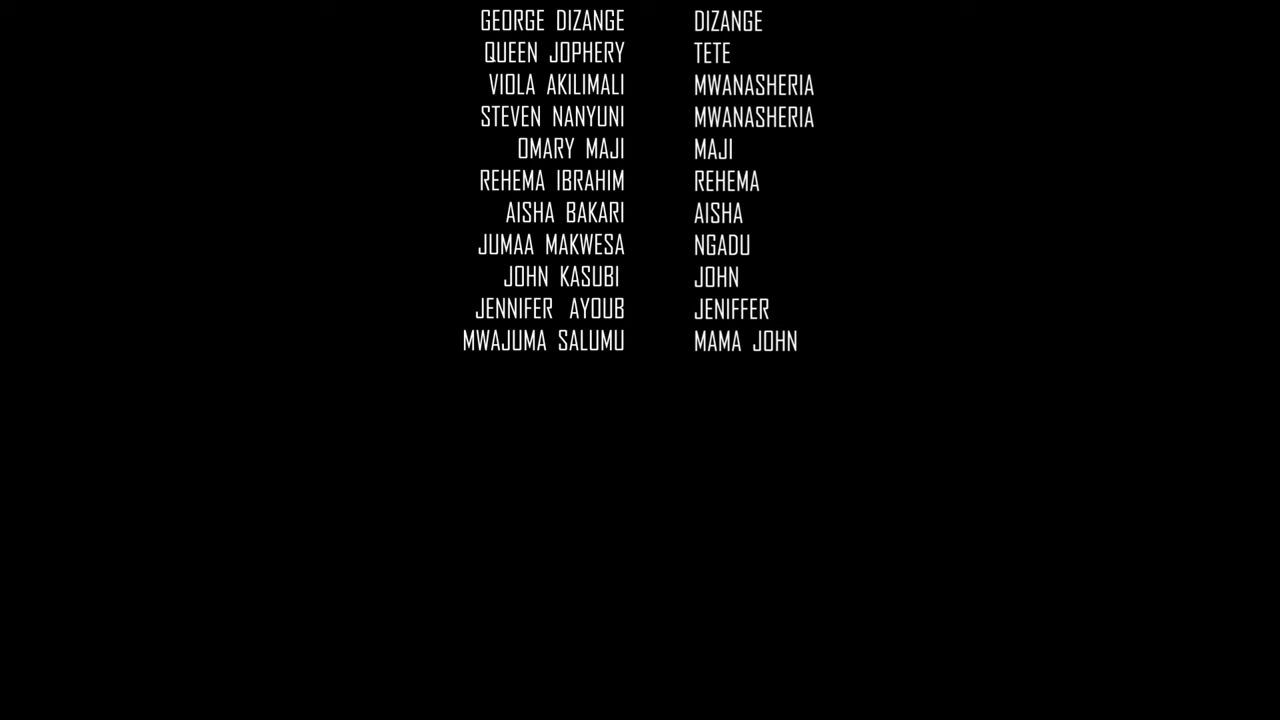 GEORGE DIZANGE DIZANGE
QUEEN JOPHERY TETE
VIOLA AKILIMALI MWANASHERIA
STEVEN NANYUNI MWANASHERIA
OMARY MAJI MAJI
REHEMA IBRAHIM REHEMA
AISHA BAKARI AISHA
JUMAA MAKWESA NGADU
JOHN KASUBI JOHN
JENNIFER AYOUB JENIFFER
MWAJUMA SALUMU MAMA JOHN